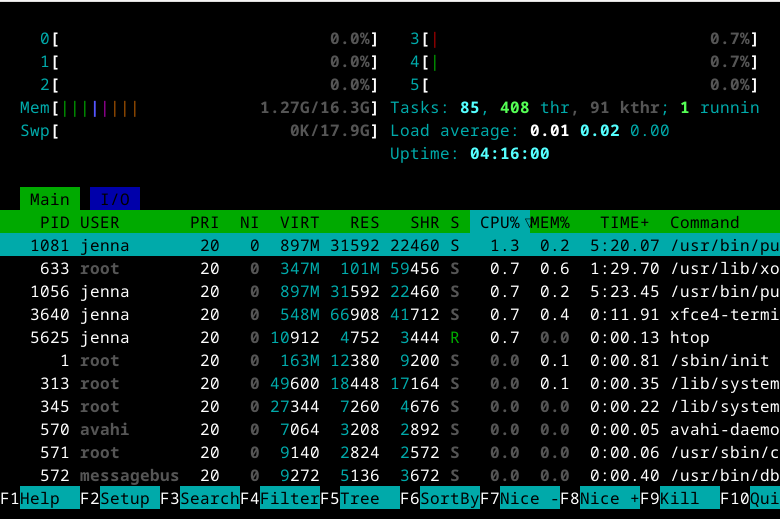 0[ 0.0%] 3[| 0.7%]
1[ 0.0%] 4[| 0.7%]
2[ 0.0%] 5[ 0.0%]
Mem[|||||||| 1.27G/16.3G] Tasks: 85, 408 thr, 91 kthr; 1 runnin
Swp[ 0K/17.9G] Load average: 0.01 0.02 0.00
Uptime: 04:16:00
Main I/O
PID USER PRI NI VIRT RES SHR S CPU%▽MEM% TIME+ Command
1081 jenna 20 0 897M 31592 22460 S 1.3 0.2 5:20.07 /usr/bin/pu
633 root 20 0 347M 101M 59456 S 0.7 0.6 1:29.70 /usr/lib/xo
1056 jenna 20 0 897M 31592 22460 S 0.7 0.2 5:23.45 /usr/bin/pu
3640 jenna 20 0 548M 66908 41712 S 0.7 0.4 0:11.91 xfce4-termi
5625 jenna 20 0 10912 4752 3444 R 0.7 0.0 0:00.13 htop
1 root 20 0 163M 12380 9200 S 0.0 0.1 0:00.81 /sbin/init
313 root 20 0 49600 18448 17164 S 0.0 0.1 0:00.35 /lib/system
345 root 20 0 27344 7260 4676 S 0.0 0.0 0:00.22 /lib/system
570 avahi 20 0 7064 3208 2892 S 0.0 0.0 0:00.05 avahi-daemo
571 root 20 0 9140 2824 2572 S 0.0 0.0 0:00.06 /usr/sbin/c
572 messagebus 20 0 9272 5136 3672 S 0.0 0.0 0:00.40 /usr/bin/db
F1Help F2Setup F3SearchF4FilterF5Tree F6SortByF7Nice -F8Nice +F9Kill F10Qui